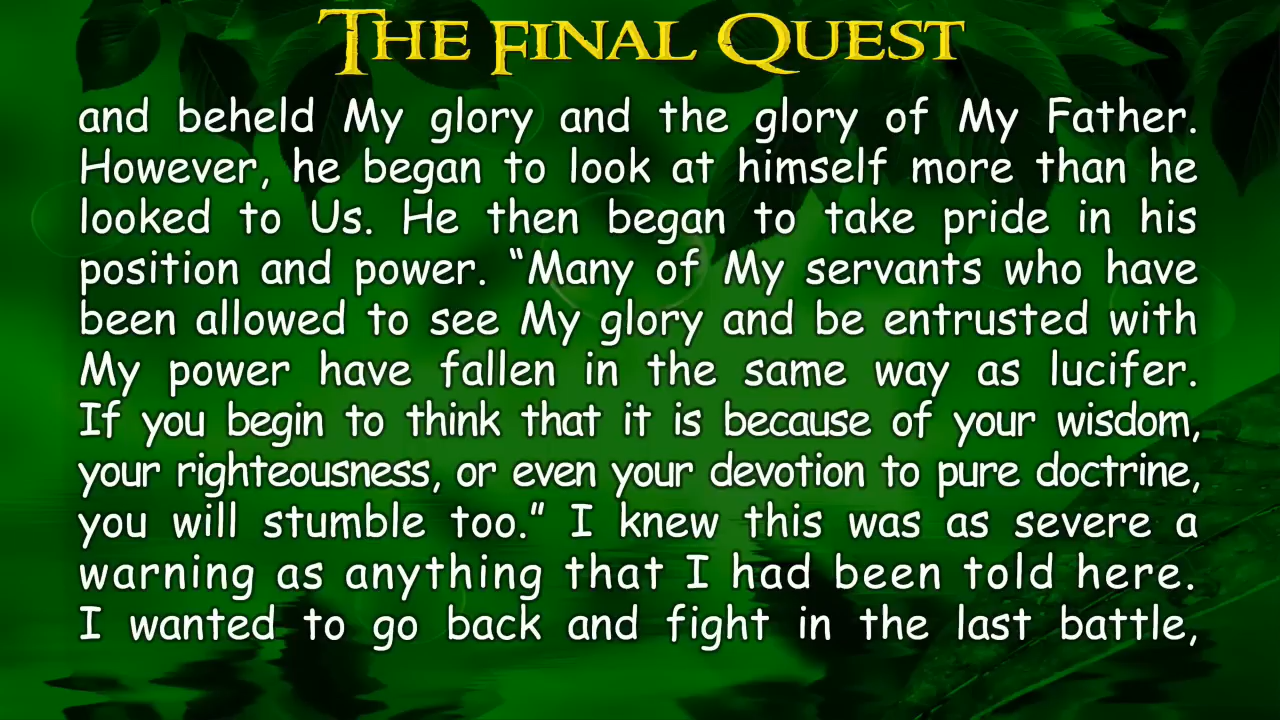 THE FINAL QUEST
and beheld My glory and the glory of My Father.
However, he began to look at himself more than he
looked to Us. He then began to take pride in his
position and power. “Many of My servants who have
been allowed to see My glory and be entrusted with
My power have fallen in the same way as lucifer.
If you begin to think that it is because of your wisdom,
your righteousness, or even your devotion to pure doctrine,
you will stumble too.” I knew this was as severe a
warning as anything that I had been told here.
I wanted to go back and fight in the last battle,